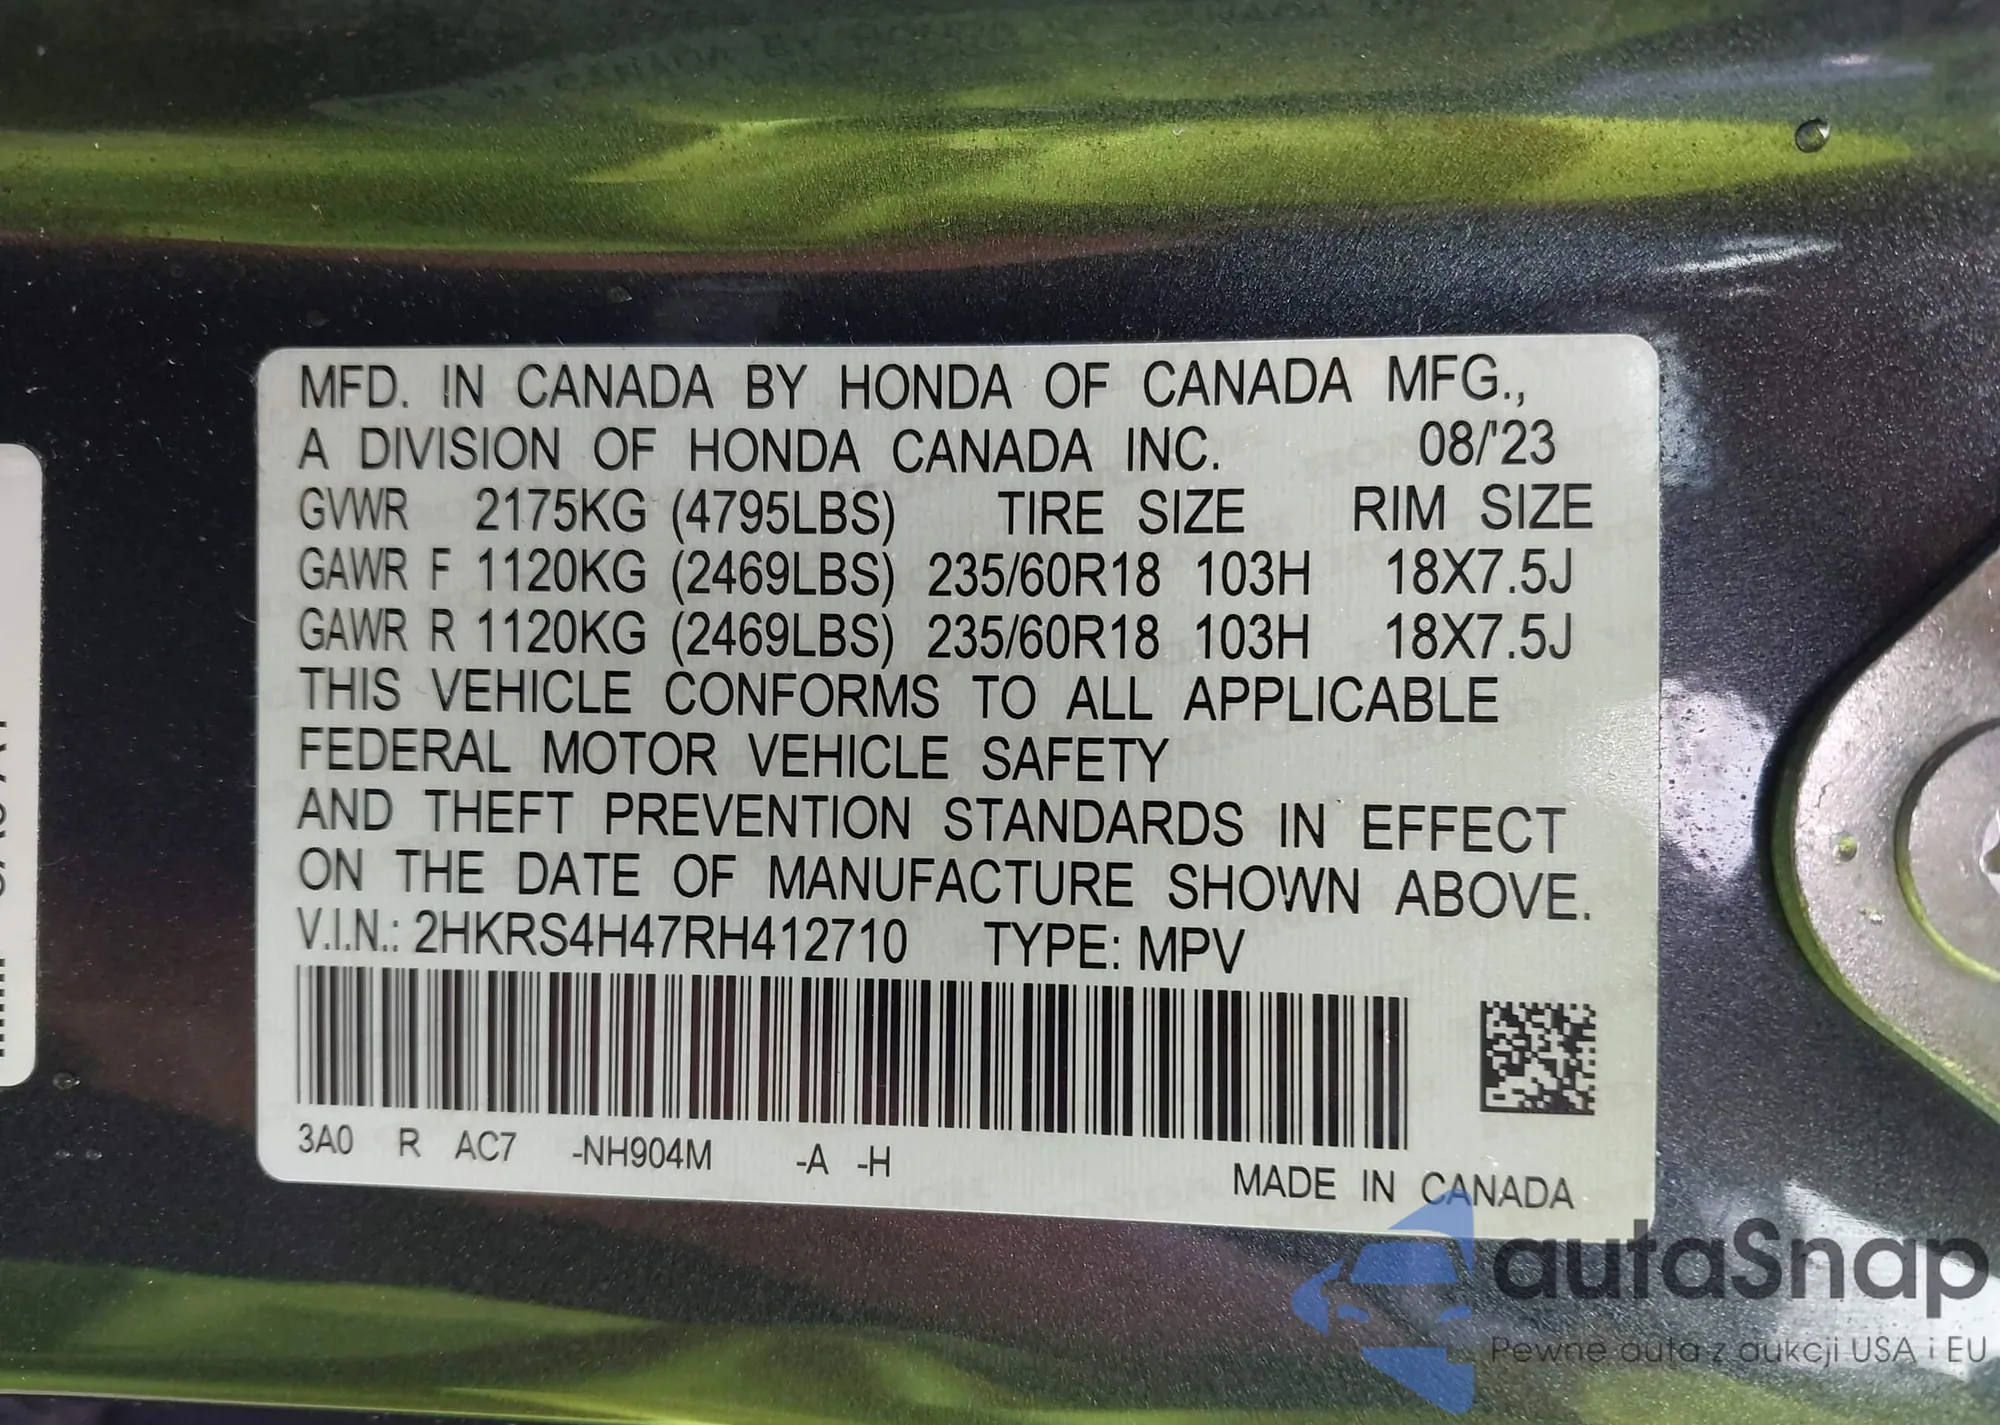 MFD. IN CANADA BY HONDA OF CANADA MFG.,
A DIVISION OF HONDA CANADA INC. 08/'23
GVWR 2175KG (4795LBS) TIRE SIZE RIM SIZE
GAWR F 1120KG (2469LBS) 235/60R18 103H 18X7.5J
GAWR R 1120KG (2469LBS) 235/60R18 103H 18X7.5J
THIS VEHICLE CONFORMS TO ALL APPLICABLE
FEDERAL MOTOR VEHICLE SAFETY
AND THEFT PREVENTION STANDARDS IN EFFECT
ON THE DATE OF MANUFACTURE SHOWN ABOVE.
V.I.N.: 2HKRS4H47RH412710 TYPE: MPV
3A0 R AC7 -NH904M -A -H
MADE IN CANADA
autaSnap
Pewne auta z aukcji USA i EU